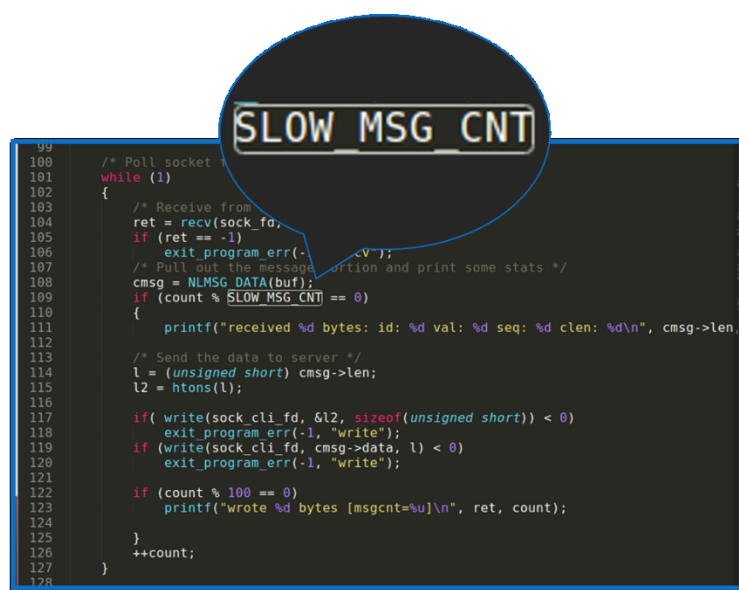 SLOW_MSG_CNT
99
100 /* Poll socket
101 while (1)
102 {
103 /* Receive from
104 ret = recv(sock_fd,
105 if (ret == -1)
106 exit_program_err(- cv");
107 /* Pull out the message portion and print some stats */
108 cmsg = NLMSG_DATA(buf);
109 if (count % SLOW_MSG_CNT == 0)
110 {
111 printf("received %d bytes: id: %d val: %d seq: %d clen: %d\n", cmsg->len,
112
113 /* Send the data to server */
114 l = (unsigned short) cmsg->len;
115 l2 = htons(l);
116
117 if( write(sock_cli_fd, &l2, sizeof(unsigned short)) < 0)
118 exit_program_err(-1, "write");
119 if (write(sock_cli_fd, cmsg->data, l) < 0)
120 exit_program_err(-1, "write");
121
122 if (count % 100 == 0)
123 printf("wrote %d bytes [msgcnt=%u]\n", ret, count);
124
125 }
126 ++count;
127 }
128